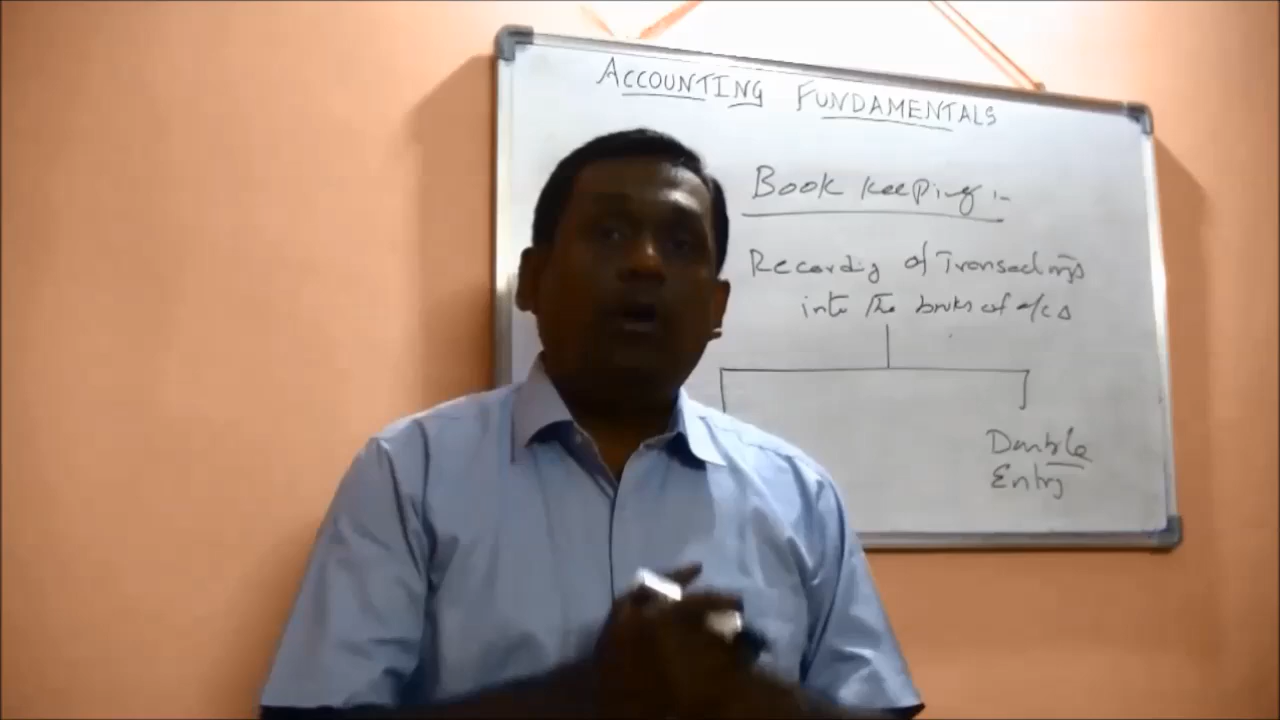 ACCOUNTING FUNDAMENTALS
Book keeping :-
Recording of Transactions
into the books of a/cs
Double
Entry